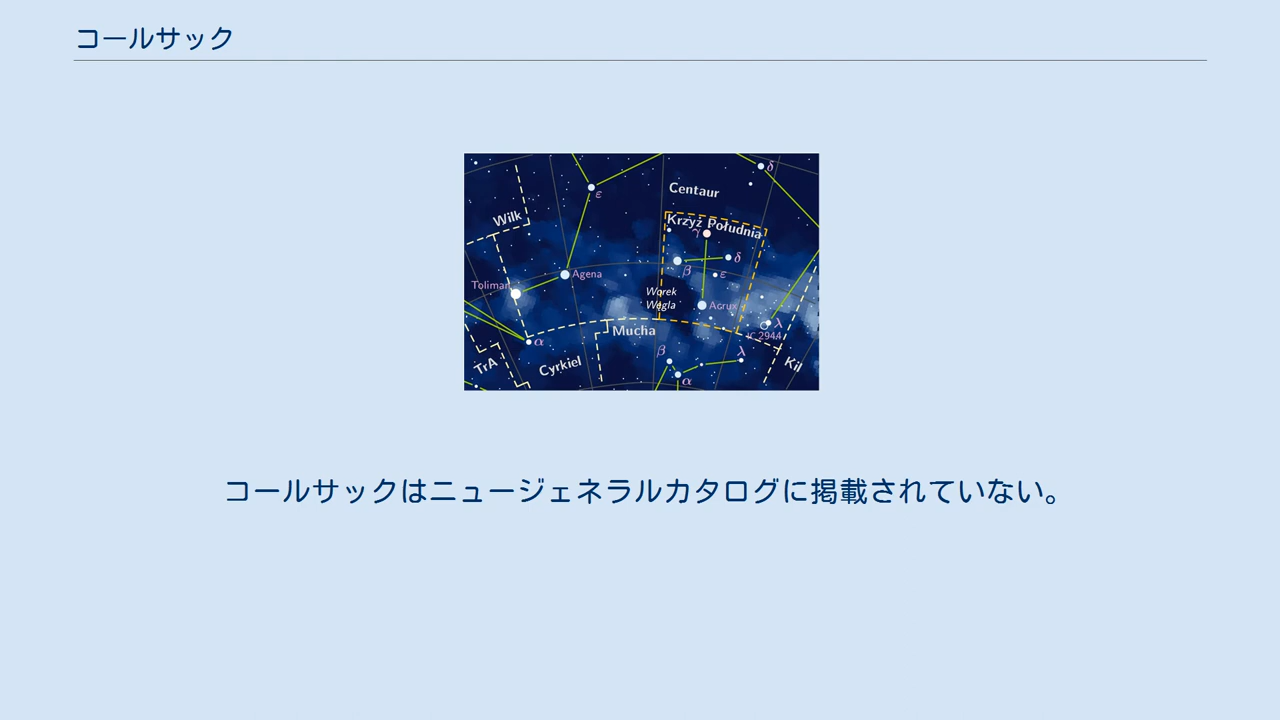 コールサック
δ
Centaur
ε
Wilk
Krzyż Południa
γ
δ
β
ε
Agena
Toliman
Worek
Węgla
Acrux
λ
IC 2944
Mucha
α
β
λ
Cyrkiel
TrA
Kil
α
コールサックはニュージェネラルカタログに掲載されていない。